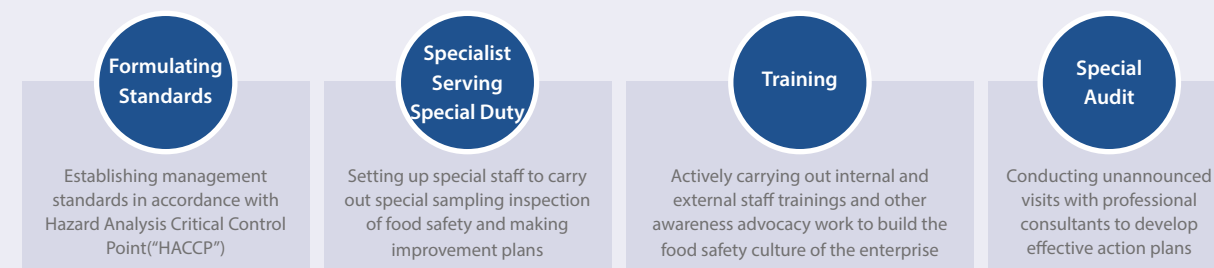 Formulating
Standards
Establishing management
standards in accordance with
Hazard Analysis Critical Control
Point(“HACCP”)
Specialist
Serving
Special Duty
Setting up special staff to carry
out special sampling inspection
of food safety and making
improvement plans
Training
Actively carrying out internal and
external staff trainings and other
awareness advocacy work to build the
food safety culture of the enterprise
Special
Audit
Conducting unannounced
visits with professional
consultants to develop
effective action plans